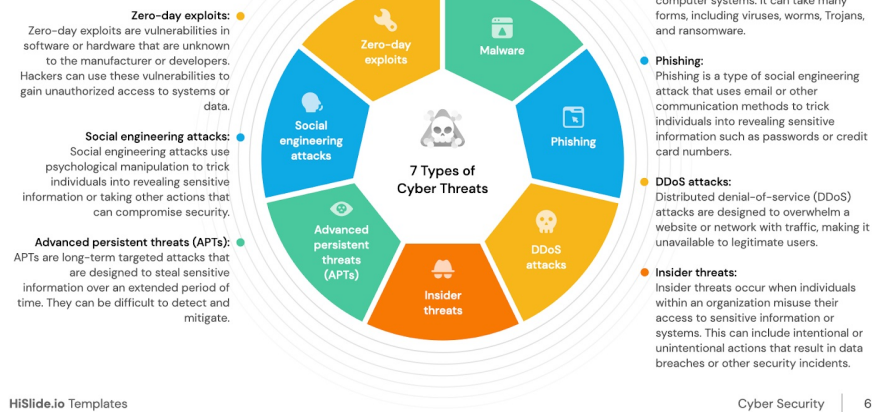 Zero-day exploits:
Zero-day exploits are vulnerabilities in
software or hardware that are unknown
to the manufacturer or developers.
Hackers can use these vulnerabilities to
gain unauthorized access to systems or
data.
Social engineering attacks:
Social engineering attacks use
psychological manipulation to trick
individuals into revealing sensitive
information or taking other actions that
can compromise security.
Advanced persistent threats (APTs):
APTs are long-term targeted attacks that
are designed to steal sensitive
information over an extended period of
time. They can be difficult to detect and
mitigate.
Zero-day
exploits
Malware
Social
engineering
attacks
Phishing
7 Types of
Cyber Threats
Advanced
persistent
threats
(APTs)
DDoS
attacks
Insider
threats
computer systems. It can take many
forms, including viruses, worms, Trojans,
and ransomware.
Phishing:
Phishing is a type of social engineering
attack that uses email or other
communication methods to trick
individuals into revealing sensitive
information such as passwords or credit
card numbers.
DDoS attacks:
Distributed denial-of-service (DDoS)
attacks are designed to overwhelm a
website or network with traffic, making it
unavailable to legitimate users.
Insider threats:
Insider threats occur when individuals
within an organization misuse their
access to sensitive information or
systems. This can include intentional or
unintentional actions that result in data
breaches or other security incidents.
HiSlide.io Templates
Cyber Security | 6